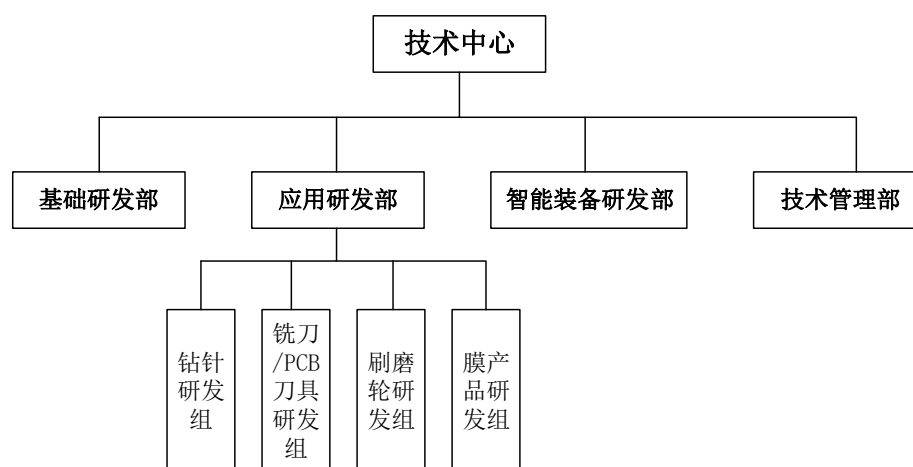 技术中心
基础研发部
应用研发部
智能装备研发部
技术管理部
钻针
研发
组
铣刀
/PCB
刀具
研发
组
刷磨
轮研
发组
膜产
品研
发组